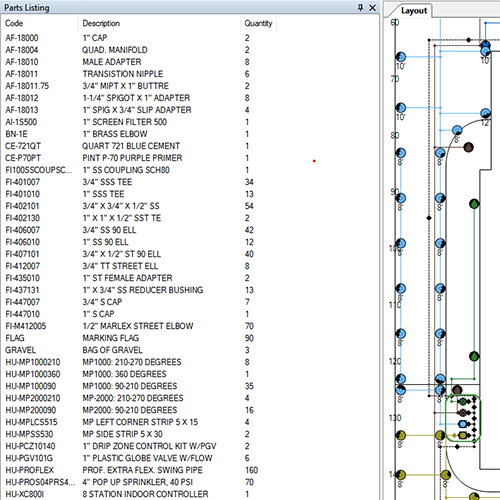 Parts Listing
Code Description Quantity
AF-18000 1" CAP 2
AF-18004 QUAD. MANIFOLD 2
AF-18010 MALE ADAPTER 8
AF-18011 TRANSISTION NIPPLE 6
AF-18011.75 3/4" MIPT X 1" BUTTRE 2
AF-18012 1-1/4" SPIGOT X 1" ADAPTER 8
AF-18013 1" SPIG X 3/4" SLIP ADAPTER 4
AI-1S500 1" SCREEN FILTER 500 1
BN-1E 1" BRASS ELBOW 1
CE-721QT QUART 721 BLUE CEMENT 1
CE-P70PT PINT P-70 PURPLE PRIMER 1
FI100SSCOUPSC... 1" SS COUPLING SCH80 1
FI-401007 3/4" SSS TEE 34
FI-401010 1" SSS TEE 13
FI-402101 3/4" X 3/4" X 1/2" SS 54
FI-402130 1" X 1" X 1/2" SST TE 2
FI-406007 3/4" SS 90 ELL 42
FI-406010 1" SS 90 ELL 12
FI-407101 3/4" X 1/2" ST 90 ELL 40
FI-412007 3/4" TT STREET ELL 8
FI-435010 1" ST FEMALE ADAPTER 2
FI-437131 1" X 3/4" SS REDUCER BUSHING 13
FI-447007 3/4" S CAP 7
FI-447010 1" S CAP 1
FI-M412005 1/2" MARLEX STREET ELBOW 70
FLAG MARKING FLAG 90
GRAVEL BAG OF GRAVEL 3
HU-MP1000210 MP1000: 210-270 DEGREES 8
HU-MP1000360 MP1000: 360 DEGREES 1
HU-MP100090 MP1000: 90-210 DEGREES 35
HU-MP2000210 MP-2000: 210-270 DEGREES 4
HU-MP200090 MP2000: 90-210 DEGREES 16
HU-MPLCS515 MP LEFT CORNER STRIP 5 X 15 4
HU-MPSS530 MP SIDE STRIP 5 X 30 2
HU-PCZ10140 1" DRIP ZONE CONTROL KIT W/PGV 2
HU-PGV101G 1" PLASTIC GLOBE VALVE W/FLOW 6
HU-PROFLEX PROF. EXTRA FLEX. SWING PIPE 160
HU-PROS04PRS4... 4" POP UP SPRINKLER, 40 PSI 70
HU-XC800I 8 STATION INDOOR CONTROLLER 1
Layout
60
10
10
70
10
12
80
8
8
90
8
8
100
8
8
110
8
8
8
8
120
8
8
130
8
8
140